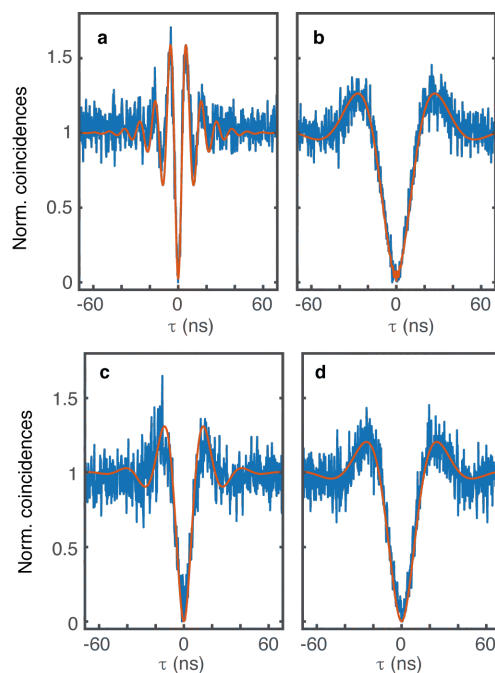 a
b
1.5
1
0.5
0
Norm. coincidences
-60 0 60
-60 0 60
τ (ns)
τ (ns)
c
d
1.5
1
0.5
0
Norm. coincidences
-60 0 60
-60 0 60
τ (ns)
τ (ns)